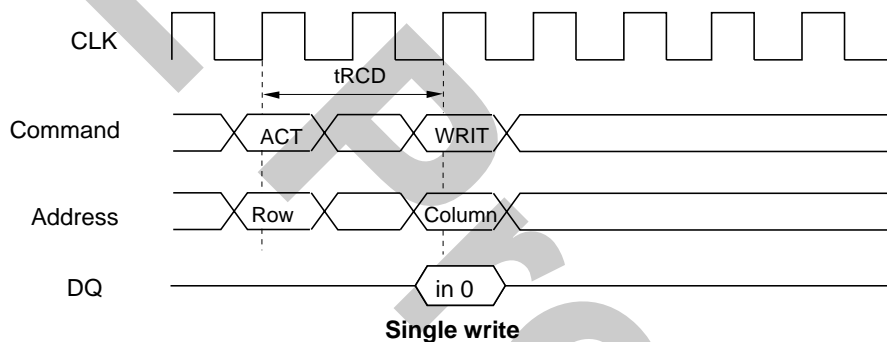 CLK
tRCD
Command ACT WRIT
Address Row Column
DQ in 0
Single write